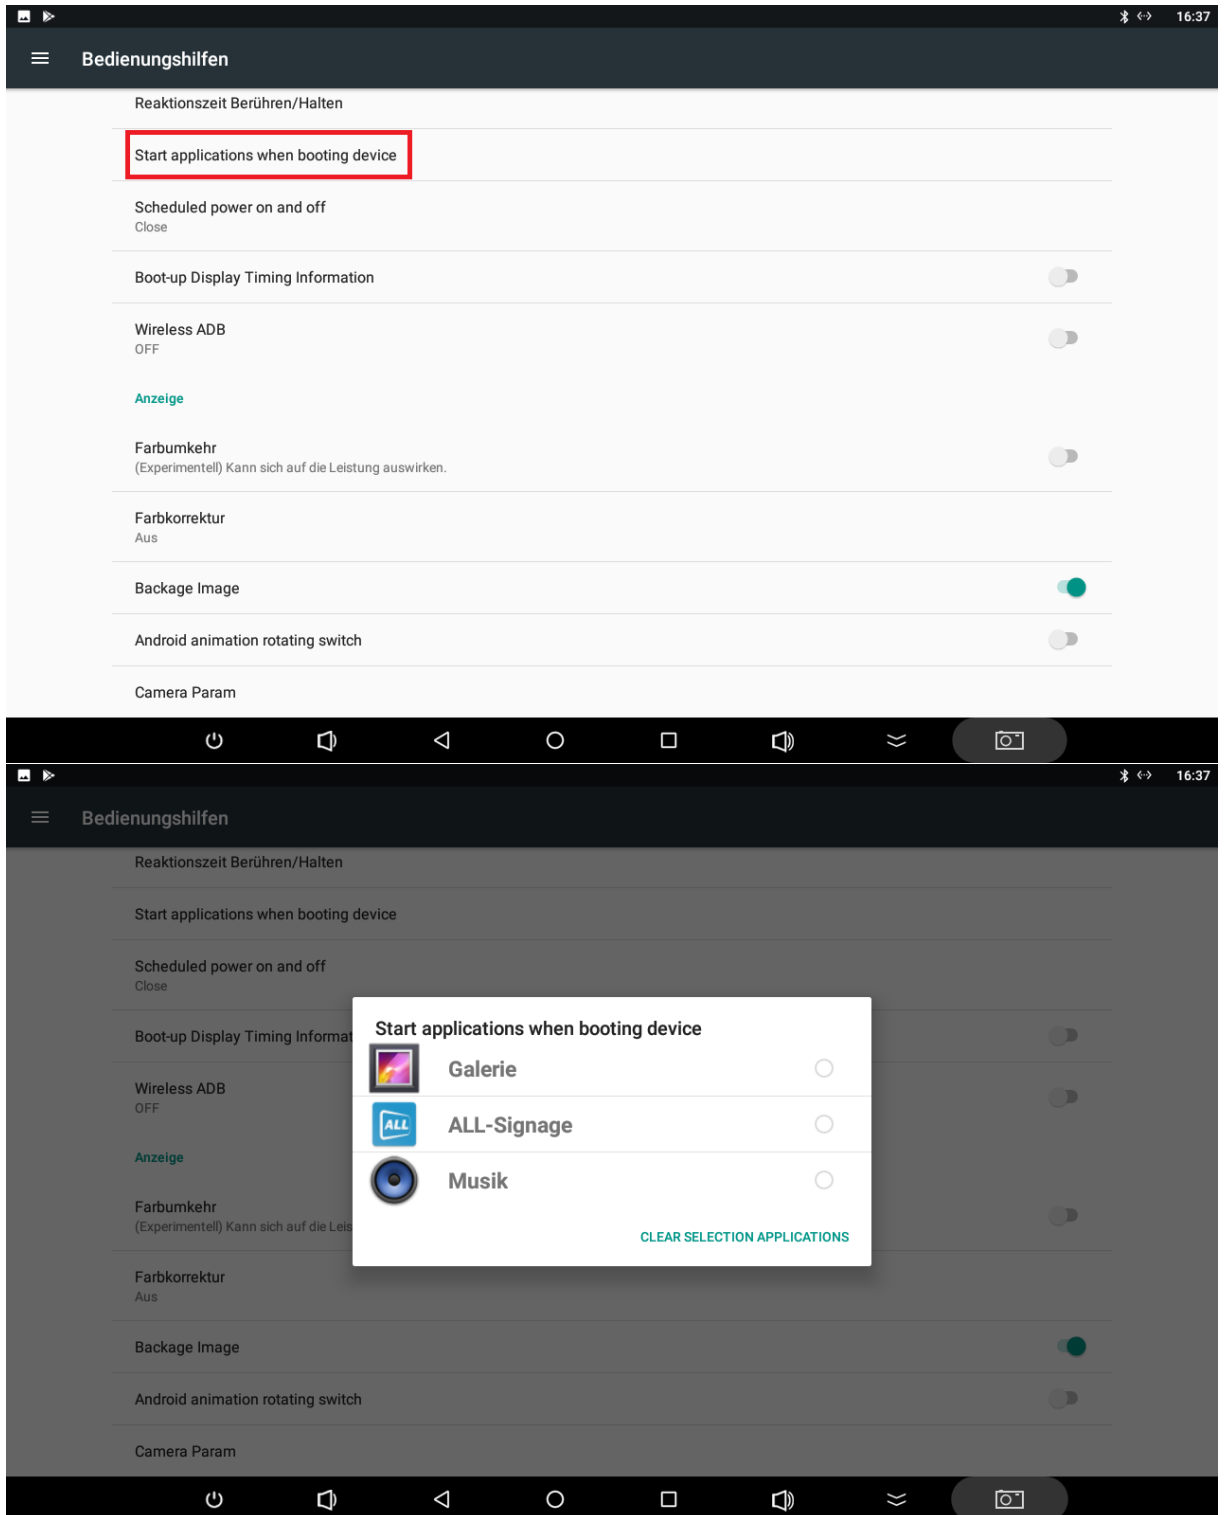 16:37
Bedienungshilfen
Reaktionszeit Berühren/Halten
Start applications when booting device
Scheduled power on and off
Close
Boot-up Display Timing Information
Wireless ADB
OFF
Anzeige
Farbumkehr
(Experimentell) Kann sich auf die Leistung auswirken.
Farbkorrektur
Aus
Backage Image
Android animation rotating switch
Camera Param
16:37
Bedienungshilfen
Reaktionszeit Berühren/Halten
Start applications when booting device
Scheduled power on and off
Close
Boot-up Display Timing Informat
Wireless ADB
OFF
Anzeige
Farbumkehr
(Experimentell) Kann sich auf die Leis
Farbkorrektur
Aus
Backage Image
Android animation rotating switch
Camera Param
Start applications when booting device
Galerie
ALL
ALL-Signage
Musik
CLEAR SELECTION APPLICATIONS